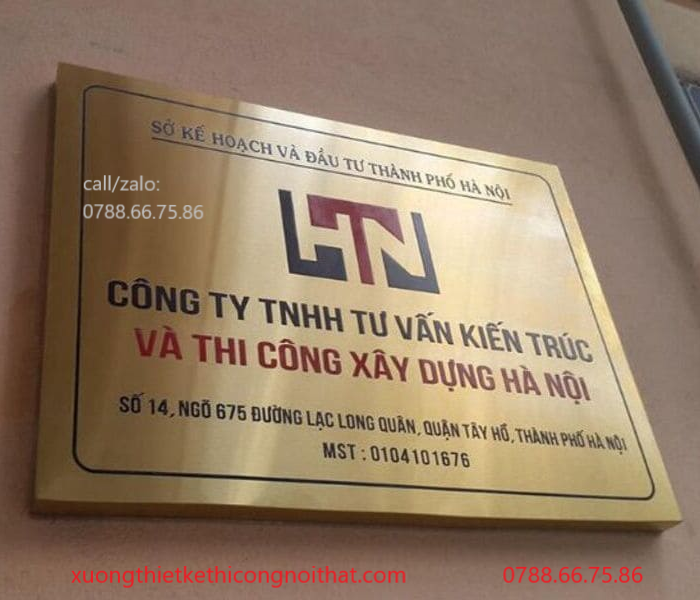 SỞ KẾ HOẠCH VÀ ĐẦU TƯ THÀNH PHỐ HÀ NỘI
call/zalo:
0788.66.75.86
HTN
CÔNG TY TNHH TƯ VẤN KIẾN TRÚC
VÀ THI CÔNG XÂY DỰNG HÀ NỘI
SỐ 14, NGÕ 675 ĐƯỜNG LẠC LONG QUÂN, QUẬN TÂY HỒ, THÀNH PHỐ HÀ NỘI
MST : 0104101676
xuongthietkethicongnoithat.com 0788.66.75.86